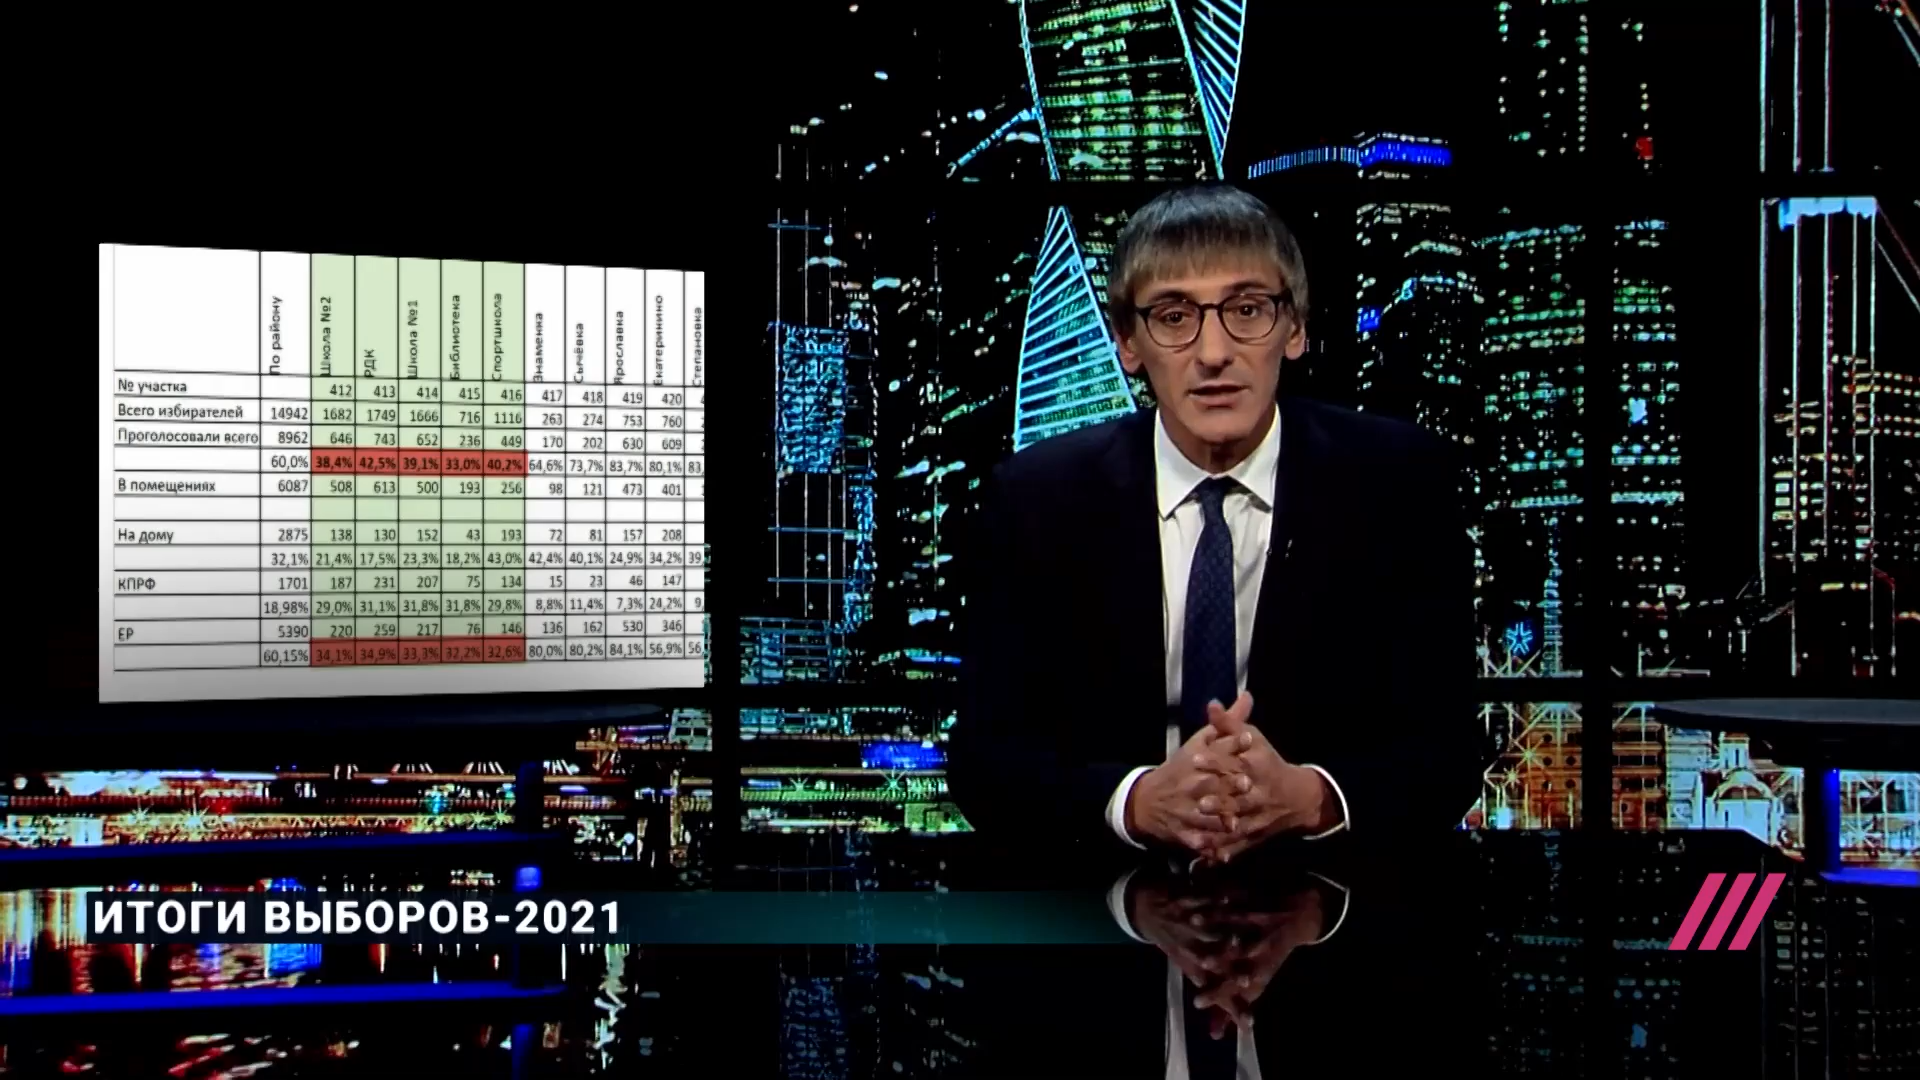 По району Школа №2 РДК Школа №1 Библиотека Спортшкола Знаменка Сычёвка Ярославка Екатеринино Степановка
№ участка 412 413 414 415 416 417 418 419 420
Всего избирателей 14942 1682 1749 1666 716 1116 263 274 753 760
Проголосовали всего 8962 646 743 652 236 449 170 202 630 609
60,0% 38,4% 42,5% 39,1% 33,0% 40,2% 64,6% 73,7% 83,7% 80,1% 83,
В помещениях 6087 508 613 500 193 256 98 121 473 401
На дому 2875 138 130 152 43 193 72 81 157 208
32,1% 21,4% 17,5% 23,3% 18,2% 43,0% 42,4% 40,1% 24,9% 34,2% 39,
КПРФ 1701 187 231 207 75 134 15 23 46 147
18,98% 29,0% 31,1% 31,8% 31,8% 29,8% 8,8% 11,4% 7,3% 24,2% 9,
ЕР 5390 220 259 217 76 146 136 162 530 346
60,15% 34,1% 34,9% 33,3% 32,2% 32,6% 80,0% 80,2% 84,1% 56,9% 56,
ИТОГИ ВЫБОРОВ-2021